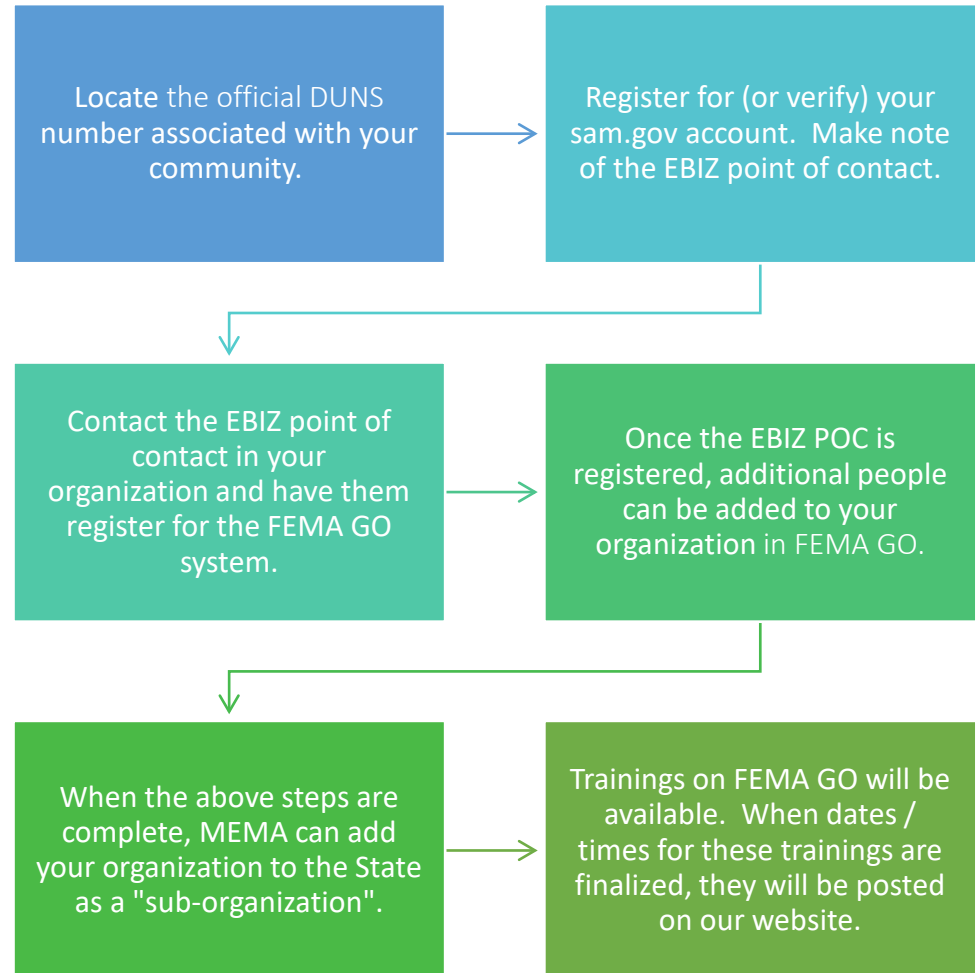 Locate the official DUNS
number associated with your
community.
Register for (or verify) your
sam.gov account.  Make note
of the EBIZ point of contact.
Contact the EBIZ point of
contact in your
organization and have them
register for the FEMA GO
system.
Once the EBIZ POC is
registered, additional people
can be added to your
organization in FEMA GO.
When the above steps are
complete, MEMA can add
your organization to the State
as a "sub-organization".
Trainings on FEMA GO will be
available.  When dates /
times for these trainings are
finalized, they will be posted
on our website.